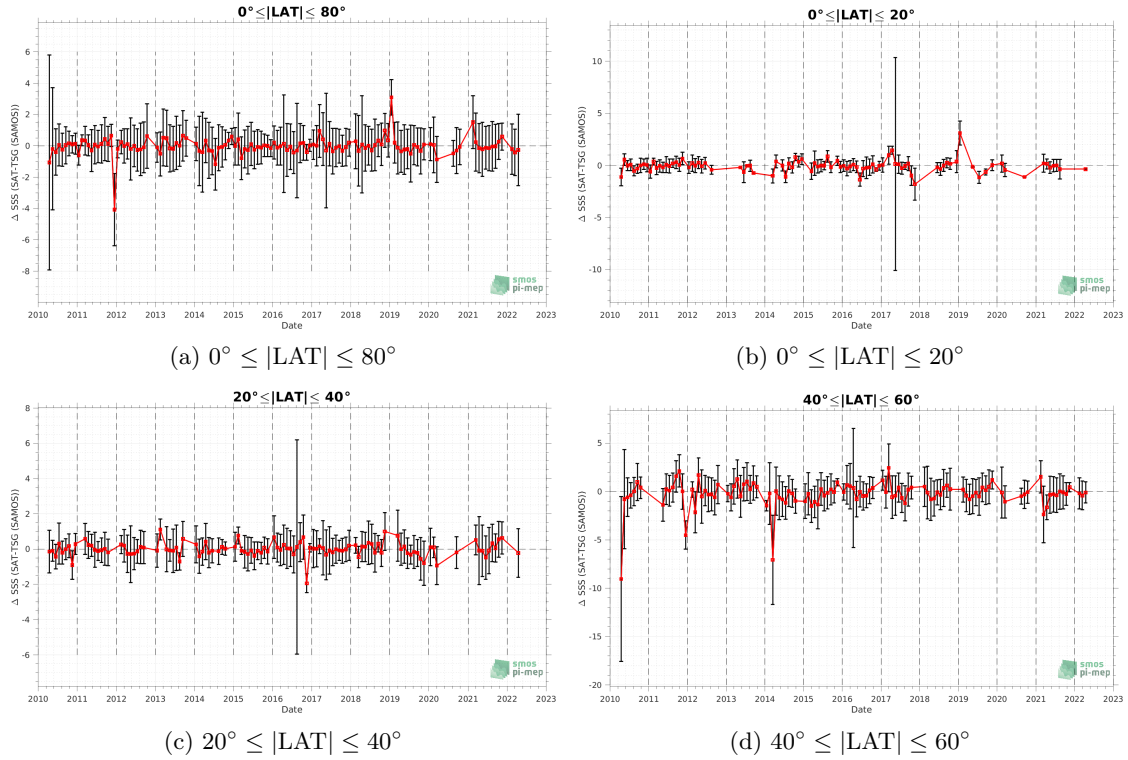 0°≤|LAT|≤ 80°
Δ SSS (SAT-TSG (SAMOS))
6
4
2
0
-2
-4
-6
-8
2010 2011 2012 2013 2014 2015 2016 2017 2018 2019 2020 2021 2022 2023
Date
smos
pi-mep
(a) 0° ≤ |LAT| ≤ 80°
0°≤|LAT|≤ 20°
Δ SSS (SAT-TSG (SAMOS))
10
5
0
-5
-10
2010 2011 2012 2013 2014 2015 2016 2017 2018 2019 2020 2021 2022 2023
Date
smos
pi-mep
(b) 0° ≤ |LAT| ≤ 20°
20°≤|LAT|≤ 40°
Δ SSS (SAT-TSG (SAMOS))
8
6
4
2
0
-2
-4
-6
2010 2011 2012 2013 2014 2015 2016 2017 2018 2019 2020 2021 2022 2023
Date
smos
pi-mep
(c) 20° ≤ |LAT| ≤ 40°
40°≤|LAT|≤ 60°
Δ SSS (SAT-TSG (SAMOS))
5
0
-5
-10
-15
-20
2010 2011 2012 2013 2014 2015 2016 2017 2018 2019 2020 2021 2022 2023
Date
smos
pi-mep
(d) 40° ≤ |LAT| ≤ 60°